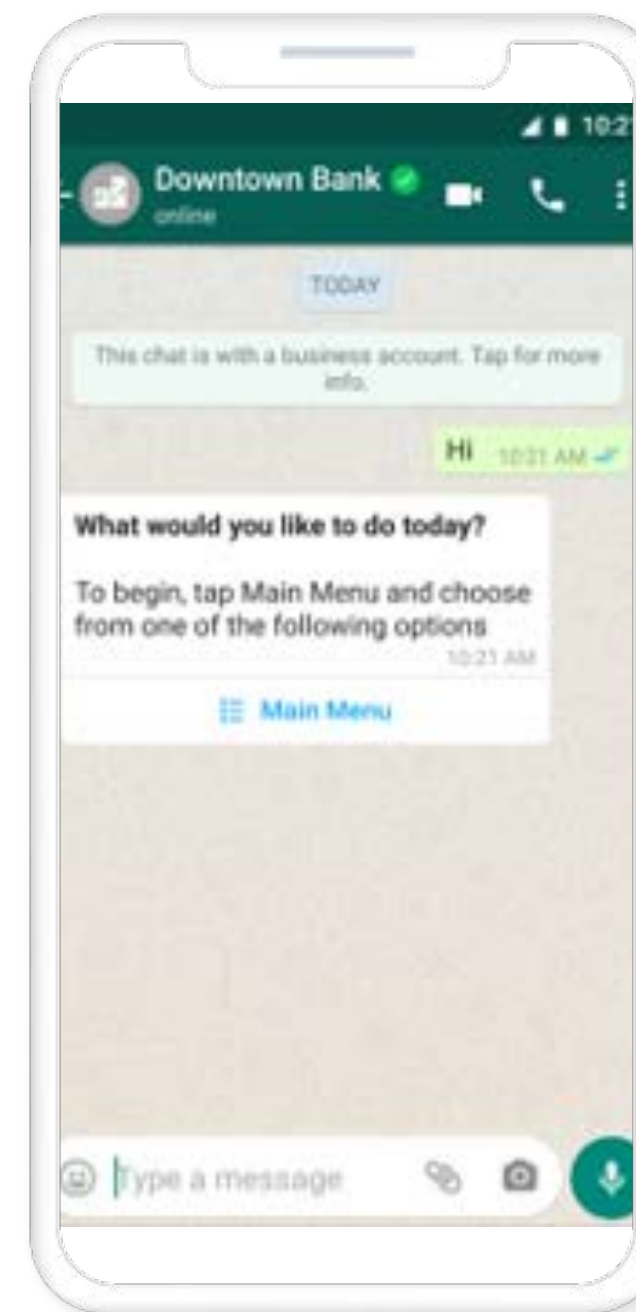 10:21
Downtown Bank
online
TODAY
This chat is with a business account. Tap for more
info.
Hi 10:21 AM
What would you like to do today?
To begin, tap Main Menu and choose
from one of the following options
10:21 AM
Main Menu
Type a message